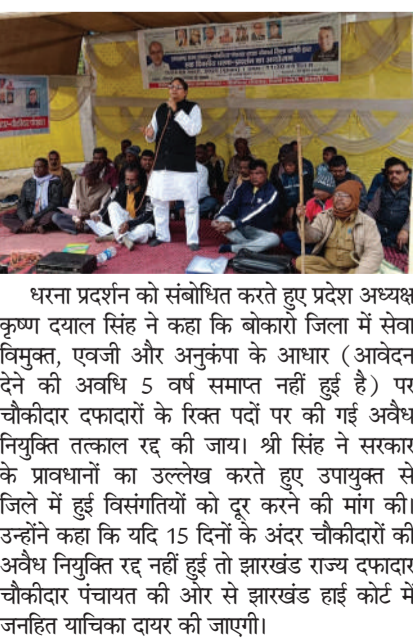 धरना प्रदर्शन को संबोधित करते हुए प्रदेश अध्यक्ष
कृष्ण दयाल सिंह ने कहा कि बोकारो जिला में सेवा
विमुक्त, एवजी और अनुकंपा के आधार (आवेदन
देने की अवधि 5 वर्ष समाप्त नहीं हुई है) पर
चौकीदार दफादारों के रिक्त पदों पर की गई अवैध
नियुक्ति तत्काल रद्द की जाय। श्री सिंह ने सरकार
के प्रावधानों का उल्लेख करते हुए उपायुक्त से
जिले में हुई विसंगतियों को दूर करने की मांग की।
उन्होंने कहा कि यदि 15 दिनों के अंदर चौकीदारों की
अवैध नियुक्ति रद्द नहीं हुई तो झारखंड राज्य दफादार
चौकीदार पंचायत की ओर से झारखंड हाई कोर्ट में
जनहित याचिका दायर की जाएगी।